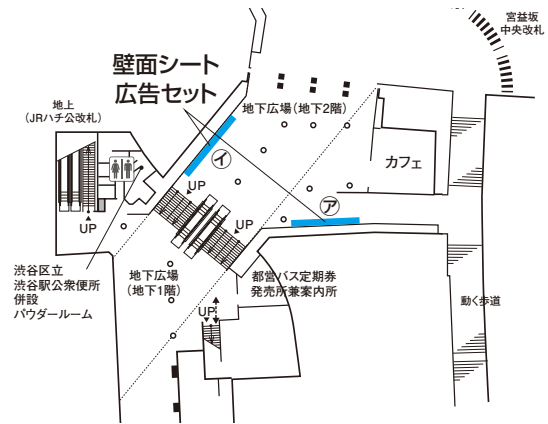 宮益坂
中央改札
壁面シート
広告セット
地上
(JRハチ公改札)
地下広場(地下2階)
イ
カフェ
UP
UP
ア
UP
渋谷区立
渋谷駅公衆便所
併設
パウダールーム
地下広場
(地下1階)
都営バス定期券
発売所兼案内所
動く歩道
UP